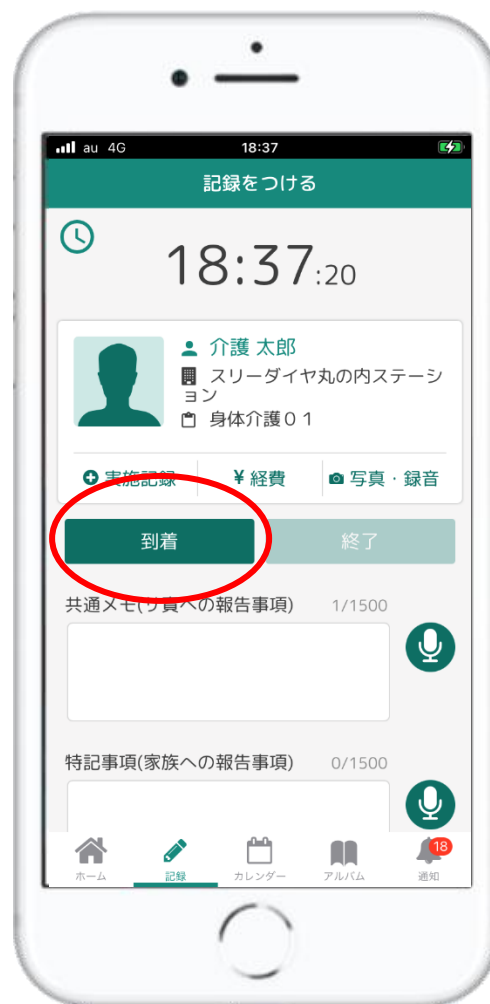 au 4G 18:37
記録をつける
18:37:20
介護 太郎
スリーダイヤ丸の内ステーシ
ョン
身体介護０１
実施記録 ¥ 経費 写真・録音
到着 終了
共通メモ(サ責への報告事項) 1/1500
特記事項(家族への報告事項) 0/1500
18
ホーム 記録 カレンダー アルバム 通知